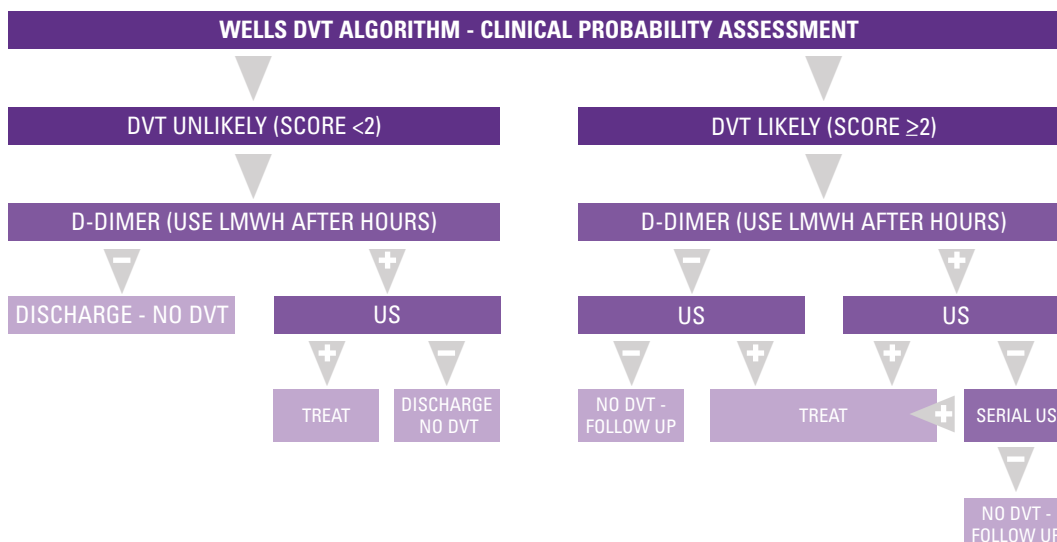 WELLS DVT ALGORITHM - CLINICAL PROBABILITY ASSESSMENT
DVT UNLIKELY (SCORE <2)
DVT LIKELY (SCORE ≥2)
D-DIMER (USE LMWH AFTER HOURS)
D-DIMER (USE LMWH AFTER HOURS)
−
+
−
+
DISCHARGE - NO DVT
US
US
US
+
−
−
+
+
−
TREAT
DISCHARGE
NO DVT
NO DVT -
FOLLOW UP
TREAT
+
SERIAL US
−
NO DVT -
FOLLOW UP